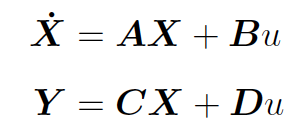 Ẋ = AX + Bu
Y = CX + Du